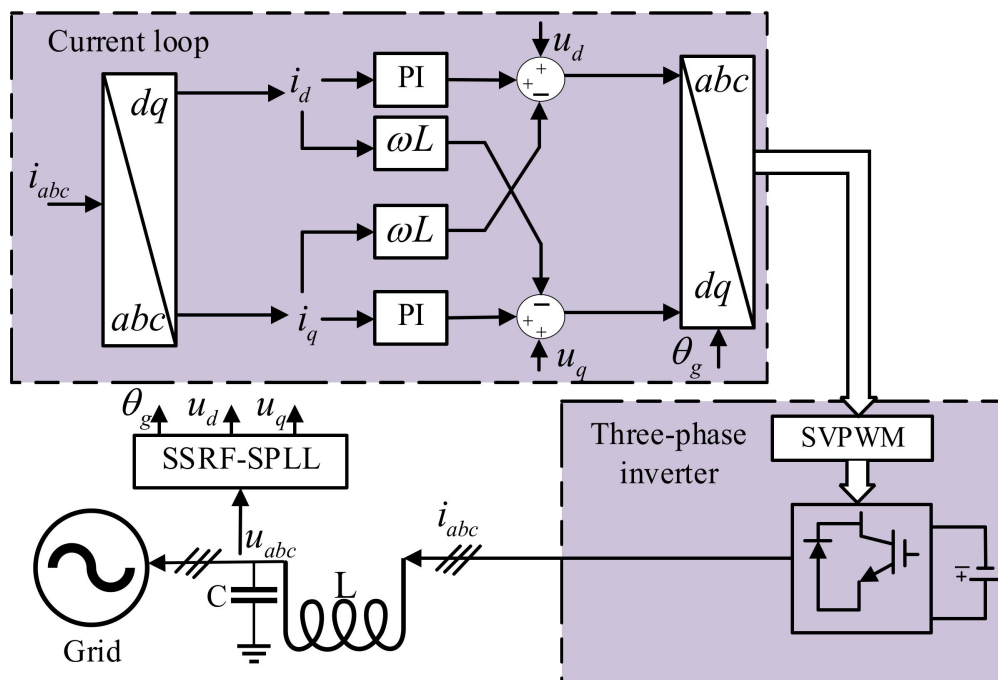 Current loop
u_d
dq
i_d
PI
+
+
−
abc
ωL
i_abc
ωL
abc
i_q
PI
−
+
+
dq
u_q
θ_g
θ_g
u_d
u_q
SSRF-SPLL
Three-phase
inverter
SVPWM
i_abc
u_abc
C
L
Grid
+
−